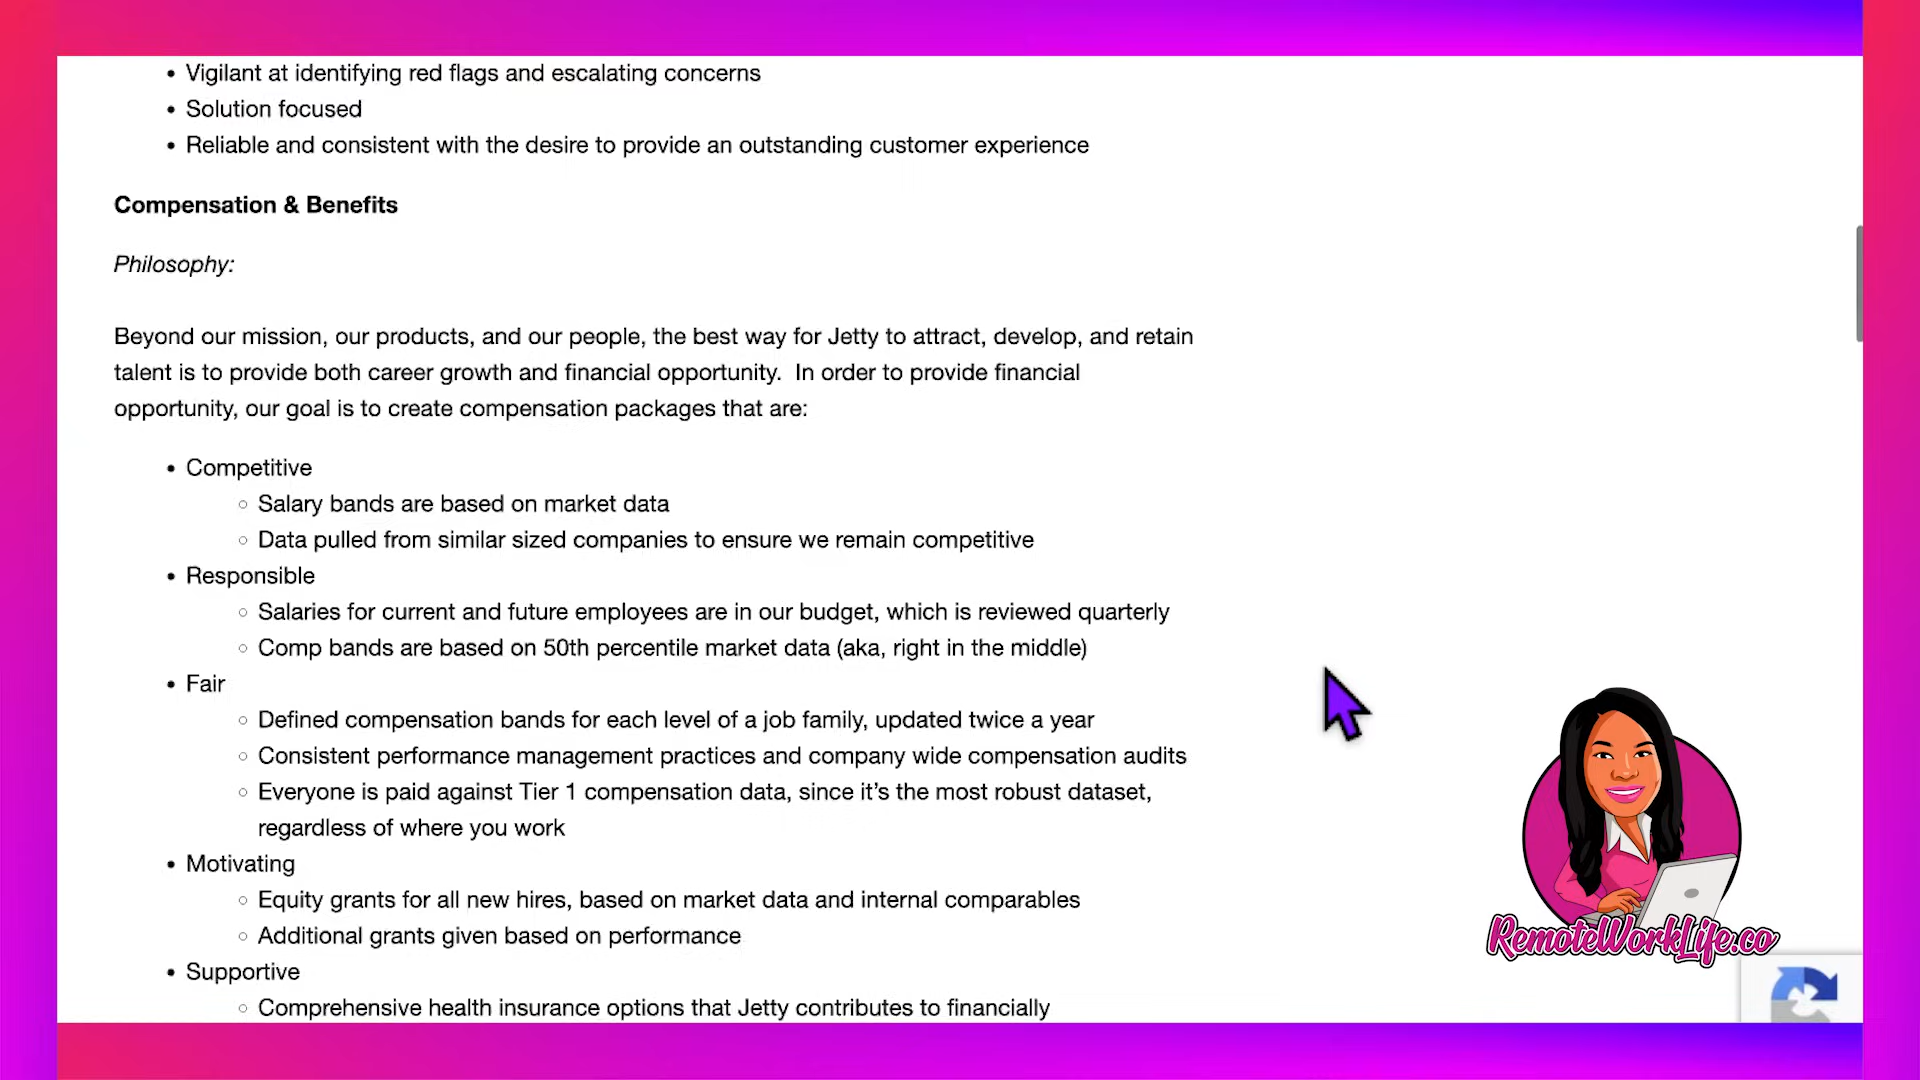 Vigilant at identifying red flags and escalating concerns
Solution focused
Reliable and consistent with the desire to provide an outstanding customer experience
Compensation & Benefits
Philosophy:
Beyond our mission, our products, and our people, the best way for Jetty to attract, develop, and retain
talent is to provide both career growth and financial opportunity.  In order to provide financial
opportunity, our goal is to create compensation packages that are:
Competitive
Salary bands are based on market data
Data pulled from similar sized companies to ensure we remain competitive
Responsible
Salaries for current and future employees are in our budget, which is reviewed quarterly
Comp bands are based on 50th percentile market data (aka, right in the middle)
Fair
Defined compensation bands for each level of a job family, updated twice a year
Consistent performance management practices and company wide compensation audits
Everyone is paid against Tier 1 compensation data, since it’s the most robust dataset,
regardless of where you work
Motivating
Equity grants for all new hires, based on market data and internal comparables
Additional grants given based on performance
Supportive
Comprehensive health insurance options that Jetty contributes to financially
RemoteWorkLife.co